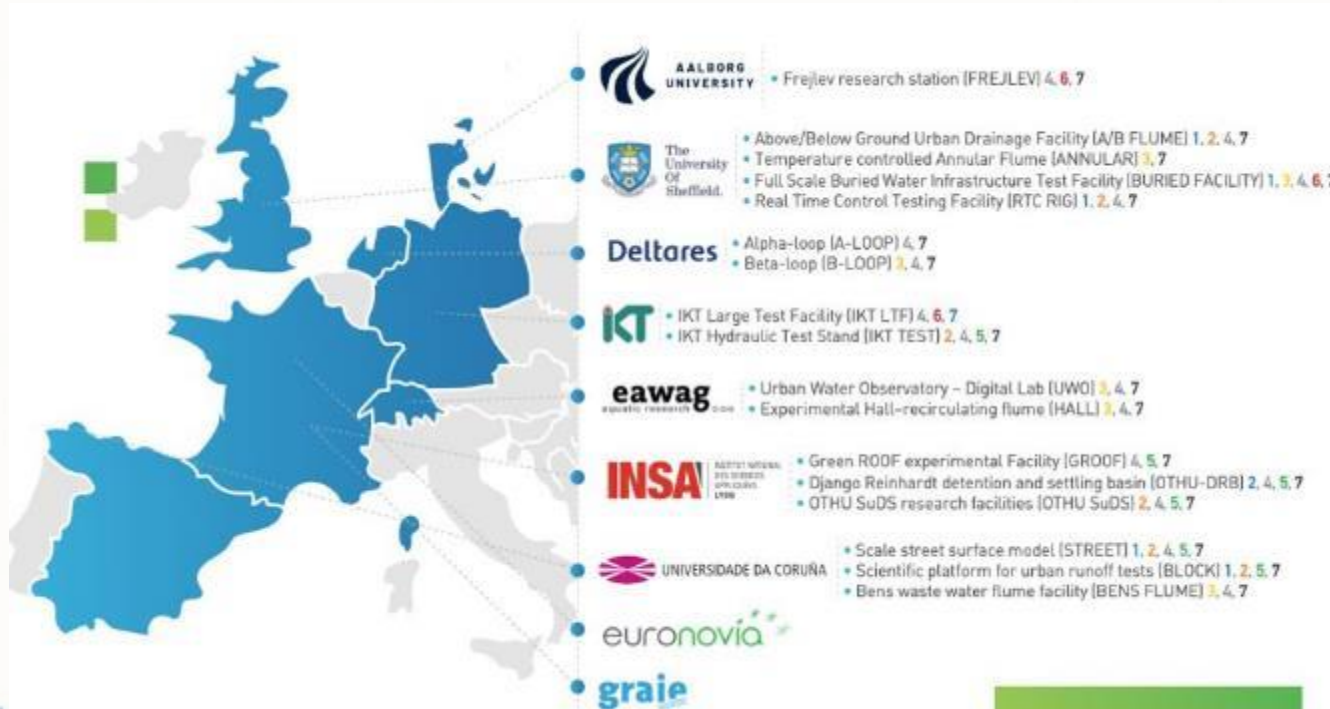 AALBORG
UNIVERSITY
• Frejlev research station (FREJLEV) 4, 6, 7
The
University
Of
Sheffield.
• Above/Below Ground Urban Drainage Facility (A/B FLUME) 1, 2, 4, 7
• Temperature controlled Annular Flume (ANNULAR) 3, 7
• Full Scale Buried Water Infrastructure Test Facility (BURIED FACILITY) 1, 3, 4, 6, 7
• Real Time Control Testing Facility (RTC RIG) 1, 2, 4, 7
Deltares
• Alpha-loop (A-LOOP) 4, 7
• Beta-loop (B-LOOP) 3, 4, 7
iKT
• IKT Large Test Facility (IKT LTF) 4, 6, 7
• IKT Hydraulic Test Stand (IKT TEST) 2, 4, 5, 7
eawag
aquatic research
• Urban Water Observatory – Digital Lab (UWO) 3, 4, 7
• Experimental Hall-recirculating flume (HALL) 3, 4, 7
INSA
INSTITUT NATIONAL
DES SCIENCES
APPLIQUÉES
LYON
• Green ROOF experimental Facility (GROOF) 4, 5, 7
• Django Reinhardt detention and settling basin (OTHU-DRB) 2, 4, 5, 7
• OTHU SuDS research facilities (OTHU SuDS) 2, 4, 5, 7
UNIVERSIDADE DA CORUÑA
• Scale street surface model (STREET) 1, 2, 4, 5, 7
• Scientific platform for urban runoff tests (BLOCK) 1, 2, 5, 7
• Bens waste water flume facility (BENS FLUME) 3, 4, 7
euronovia
graie